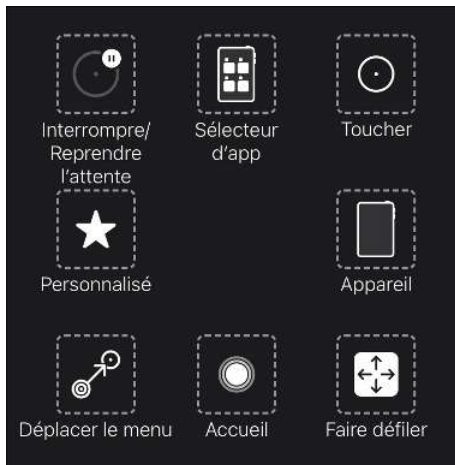 Interrompre/ Sélecteur Toucher
Reprendre d’app
l’attente
Personnalisé Appareil
Déplacer le menu Accueil Faire défiler